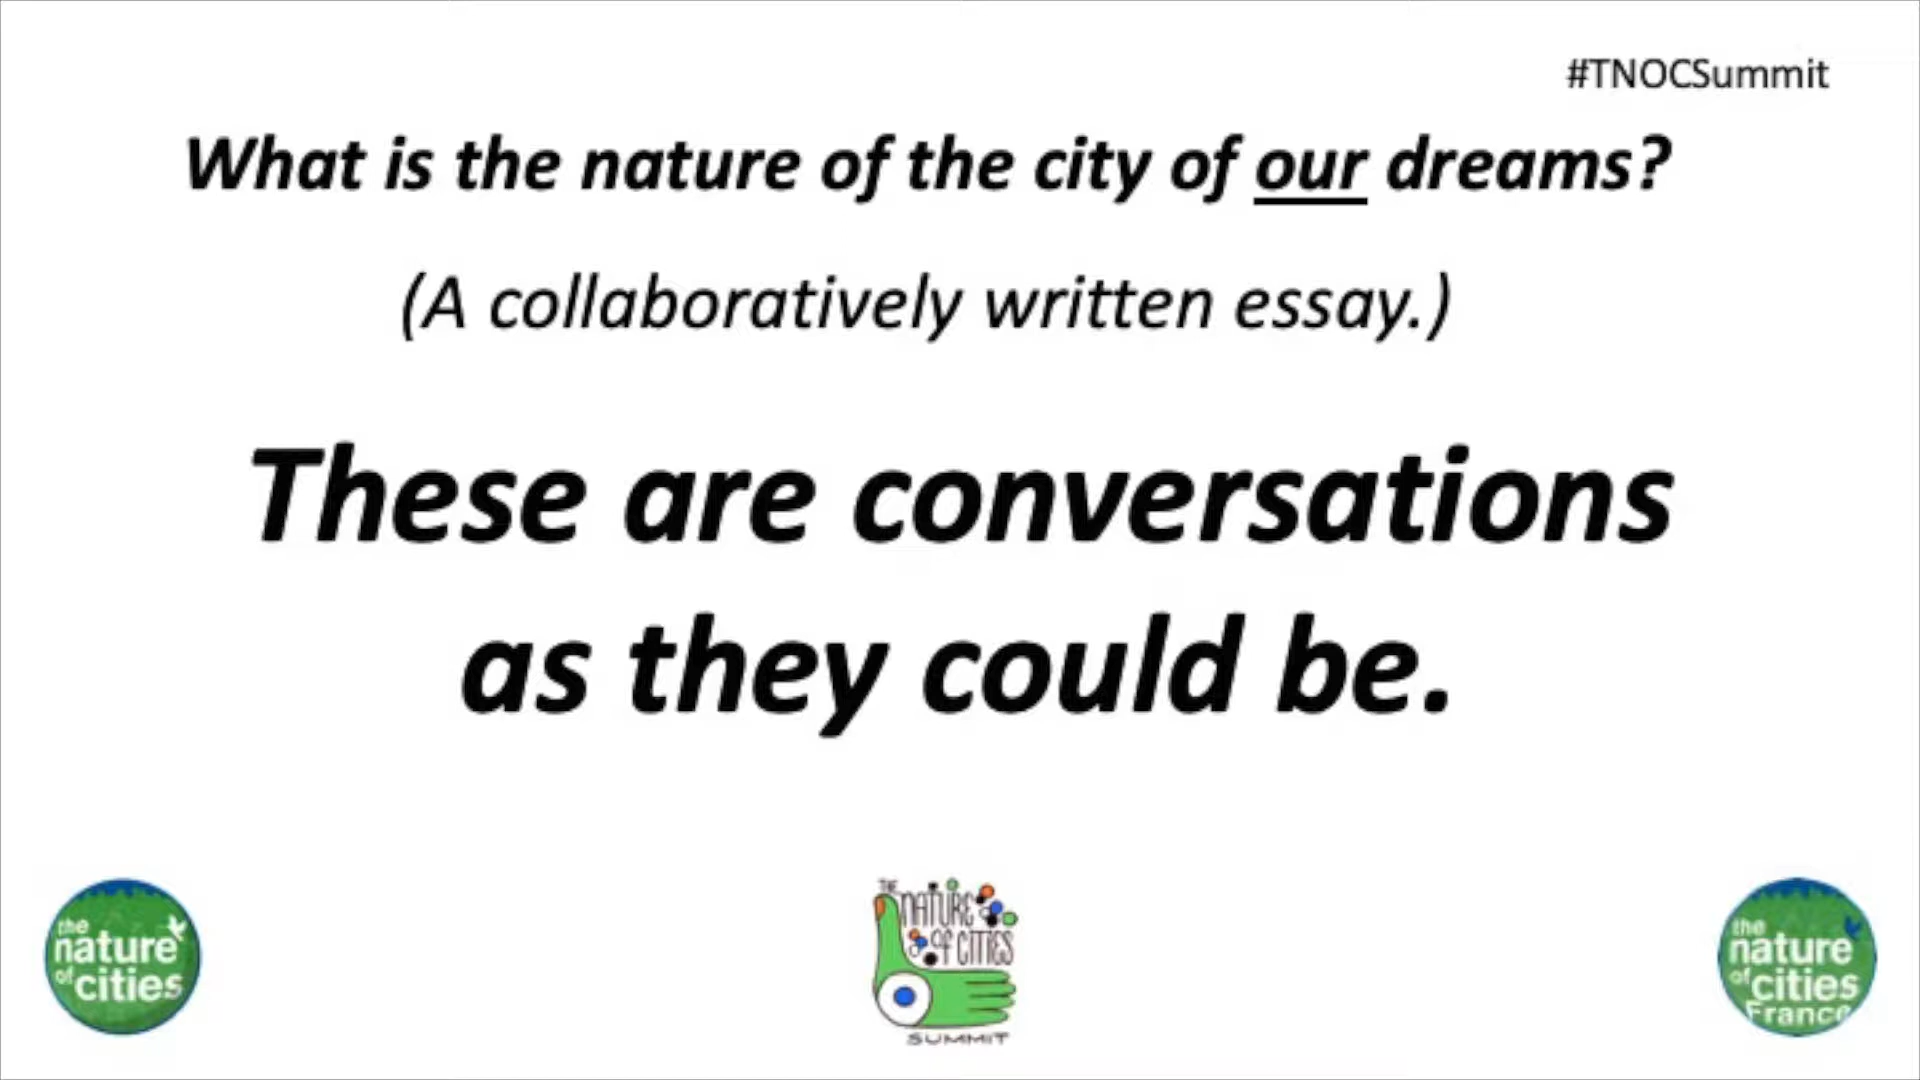 #TNOCSummit
What is the nature of the city of our dreams?
(A collaboratively written essay.)
These are conversations
as they could be.
the
nature
of cities
THE
NATURE
OF CITIES
SUMMIT
the
nature
of cities
France